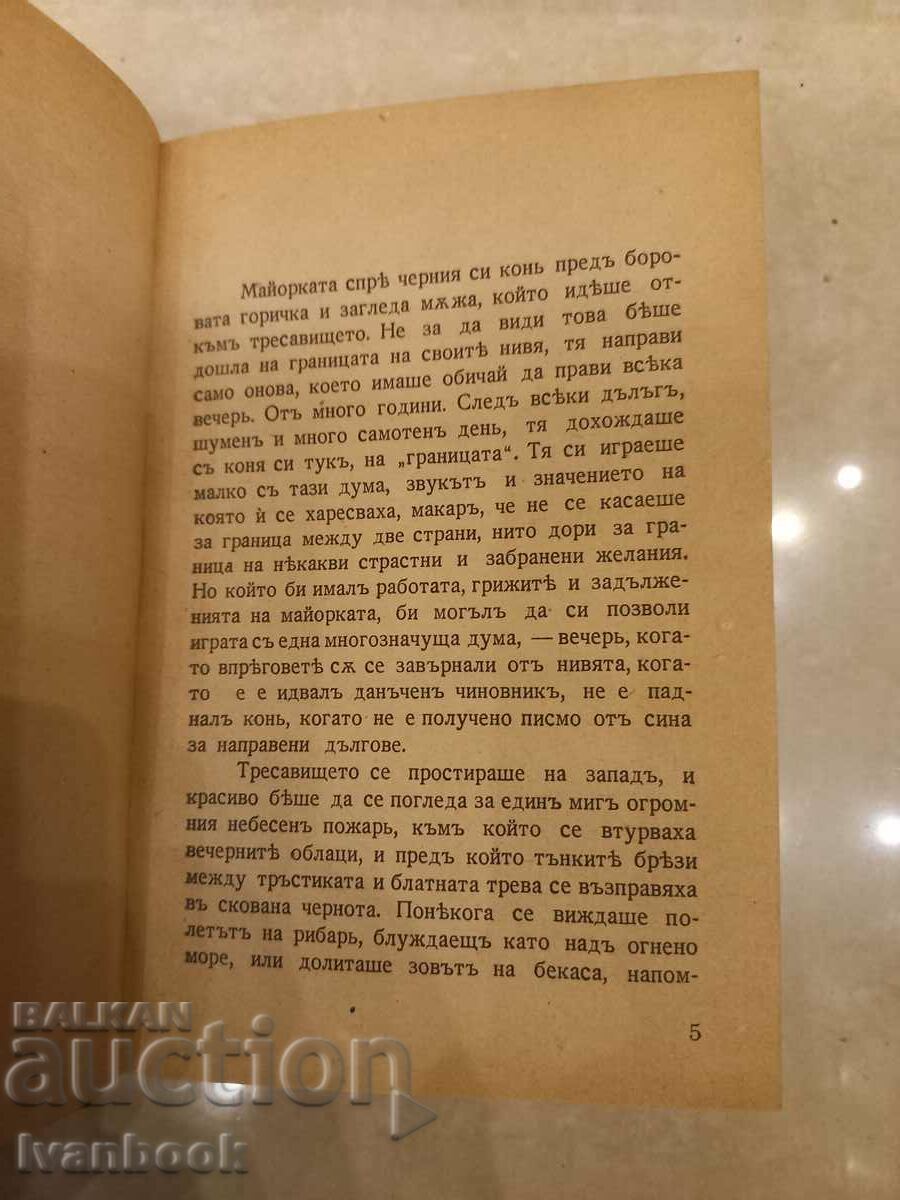 Майорката спрѣ черния си конь предъ боро-
вата горичка и загледа мѫжа, който идѣше от-
къмъ тресавището. Не за да види това бѣше
дошла на границата на своитѣ нивя, тя направи
само онова, което имаше обичай да прави всѣка
вечерь. Отъ много години. Следъ всѣки дълъгъ,
шуменъ и много самотенъ день, тя дохождаше
съ коня си тукъ, на „границата“. Тя си играеше
малко съ тази дума, звукътъ и значението на
която ѝ се харесваха, макаръ, че не се касаеше
за граница между две страни, нито дори за гра-
ница на нѣкакви страстни и забранени желания.
Но който би ималъ работата, грижитѣ и задълже-
нията на майорката, би могълъ да си позволи
играта съ една многозначуща дума, — вечерь, кога-
то впрѣговетѣ сѫ се завърнали отъ нивята, кога-
то е е идвалъ данъченъ чиновникъ, не е пад-
налъ конь, когато не е получено писмо отъ сина
за направени дългове.
Тресавището се простираше на западъ, и
красиво бѣше да се погледа за единъ мигъ огром-
ния небесенъ пожарь, къмъ който се втурваха
вечернитѣ облаци, и предъ който тънкитѣ брѣзи
между тръстиката и блатната трева се възправяха
въ скована чернота. Понѣкога се виждаше по-
летътъ на рибарь, блуждаещъ като надъ огнено
море, или долиташе зовътъ на бекаса, напом-
5
BALKAN
auction
Ivanbook